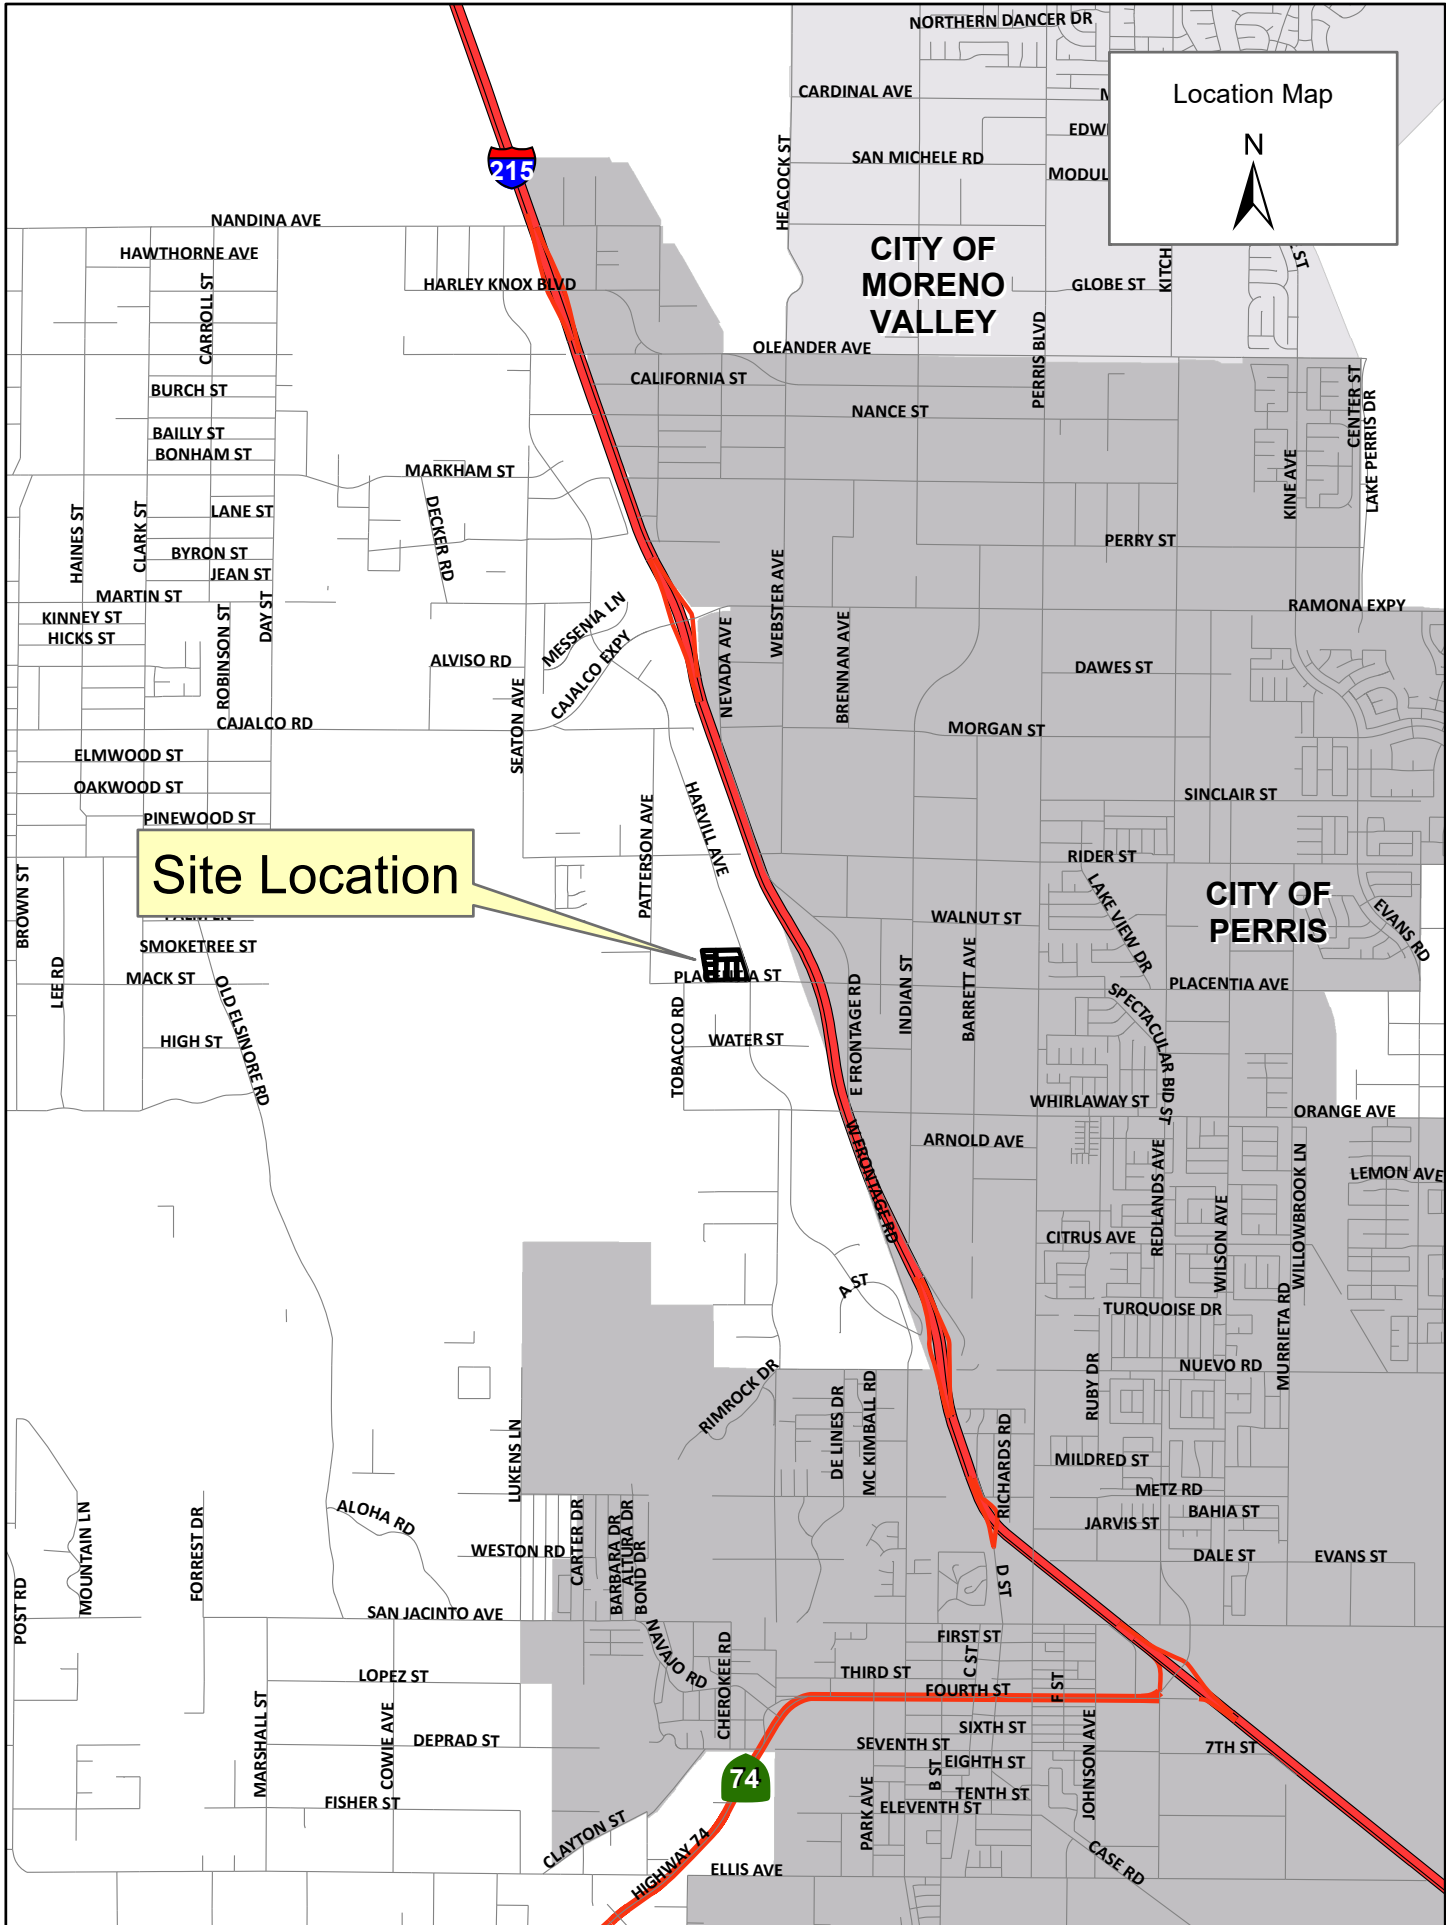 NORTHERN DANCER DR
CARDINAL AVE
Location Map
N
SAN MICHELE RD
HEACOCK ST
215
NANDINA AVE
HAWTHORNE AVE
CARROLL ST
HARLEY KNOX BLVD
CITY OF
MORENO
VALLEY
GLOBE ST
PERRIS BLVD
OLEANDER AVE
CALIFORNIA ST
BURCH ST
NANCE ST
CENTER ST
LAKE PERRIS DR
BAILLY ST
BONHAM ST
MARKHAM ST
KINE AVE
DECKER RD
LANE ST
HAINES ST
CLARK ST
BYRON ST
JEAN ST
PERRY ST
WEBSTER AVE
MARTIN ST
KINNEY ST
HICKS ST
ROBINSON ST
DAY ST
MESSENIA LN
CAJALCO EXPY
RAMONA EXPY
ALVISO RD
NEVADA AVE
BRENNAN AVE
DAWES ST
SEATON AVE
CAJALCO RD
MORGAN ST
ELMWOOD ST
OAKWOOD ST
PINEWOOD ST
HARVILL AVE
PATTERSON AVE
SINCLAIR ST
Site Location
RIDER ST
LAKE VIEW DR
CITY OF
PERRIS
EVANS RD
BROWN ST
WALNUT ST
SMOKETREE ST
MACK ST
LEE RD
OLD ELSINORE RD
PLACENTIA ST
PLACENTIA AVE
INDIAN ST
BARRETT AVE
E FRONTAGE RD
SPECTACULAR BID ST
HIGH ST
TOBACCO RD
WATER ST
WHIRLAWAY ST
ORANGE AVE
W FRONTAGE RD
ARNOLD AVE
REDLANDS AVE
WILLOWBROOK LN
LEMON AVE
WILSON AVE
CITRUS AVE
A ST
TURQUOISE DR
MURRIETA RD
NUEVO RD
RUBY DR
RIMROCK DR
DE LINES DR
MC KIMBALL RD
RICHARDS RD
LUKENS LN
MILDRED ST
METZ RD
BAHIA ST
JARVIS ST
MOUNTAIN LN
FORREST DR
ALOHA RD
WESTON RD
CARTER DR
BARBARA DR
ALTURA DR
BOND DR
DALE ST
EVANS ST
D ST
POST RD
SAN JACINTO AVE
NAVAJO RD
CHEROKEE RD
FIRST ST
C ST
THIRD ST
FOURTH ST
F ST
LOPEZ ST
MARSHALL ST
COWIE AVE
DEPRAD ST
SIXTH ST
SEVENTH ST
7TH ST
EIGHTH ST
B ST
JOHNSON AVE
74
TENTH ST
ELEVENTH ST
PARK AVE
FISHER ST
CLAYTON ST
HIGHWAY 74
ELLIS AVE
CASE RD